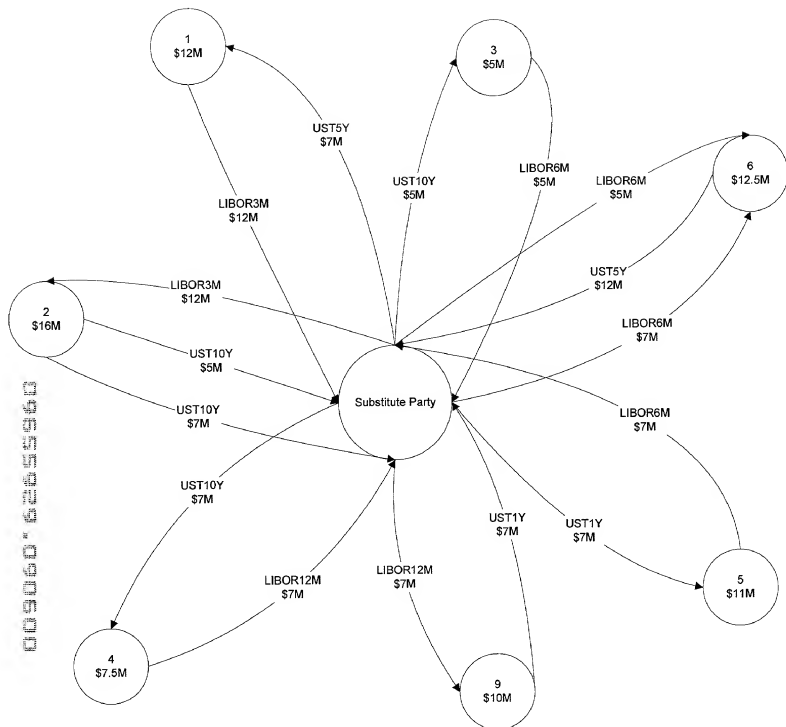 1
$12M
3
$5M
UST5Y
$7M
6
$12.5M
UST10Y
$5M
LIBOR6M
$5M
LIBOR6M
$5M
LIBOR3M
$12M
UST5Y
$12M
LIBOR3M
$12M
2
$16M
LIBOR6M
$7M
UST10Y
$5M
Substitute Party
UST10Y
$7M
LIBOR6M
$7M
UST10Y
$7M
UST1Y
$7M
UST1Y
$7M
LIBOR12M
$7M
LIBOR12M
$7M
5
$11M
4
$7.5M
9
$10M